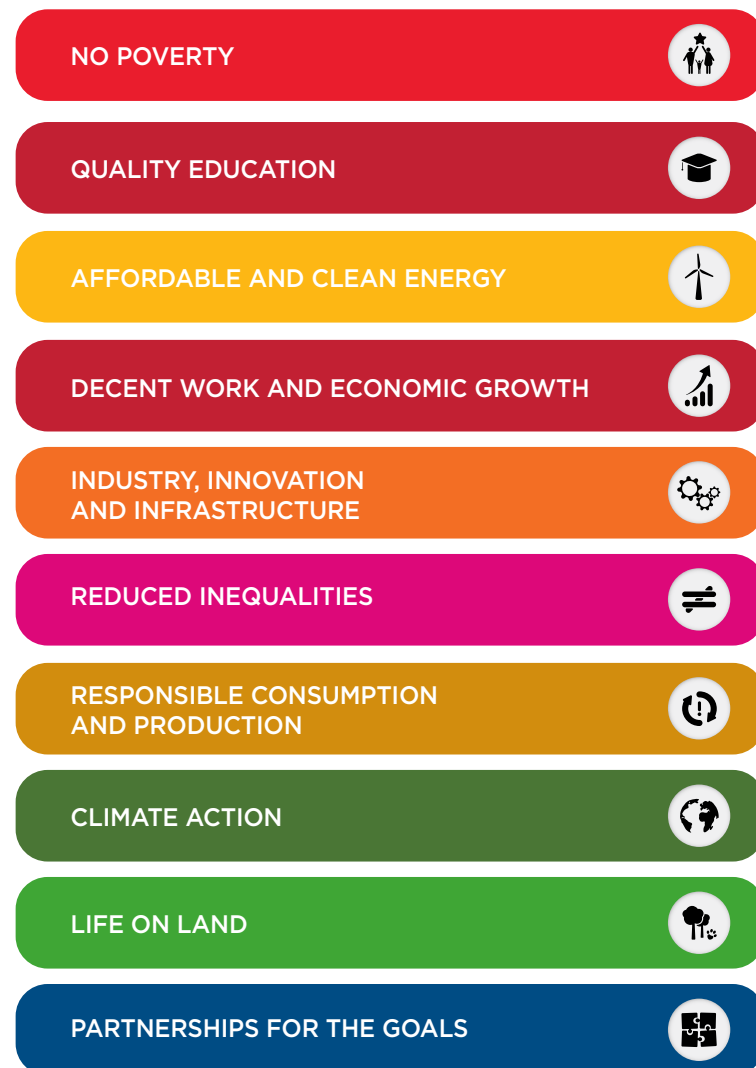 NO POVERTY
QUALITY EDUCATION
AFFORDABLE AND CLEAN ENERGY
DECENT WORK AND ECONOMIC GROWTH
INDUSTRY, INNOVATION
AND INFRASTRUCTURE
REDUCED INEQUALITIES
RESPONSIBLE CONSUMPTION
AND PRODUCTION
CLIMATE ACTION
LIFE ON LAND
PARTNERSHIPS FOR THE GOALS